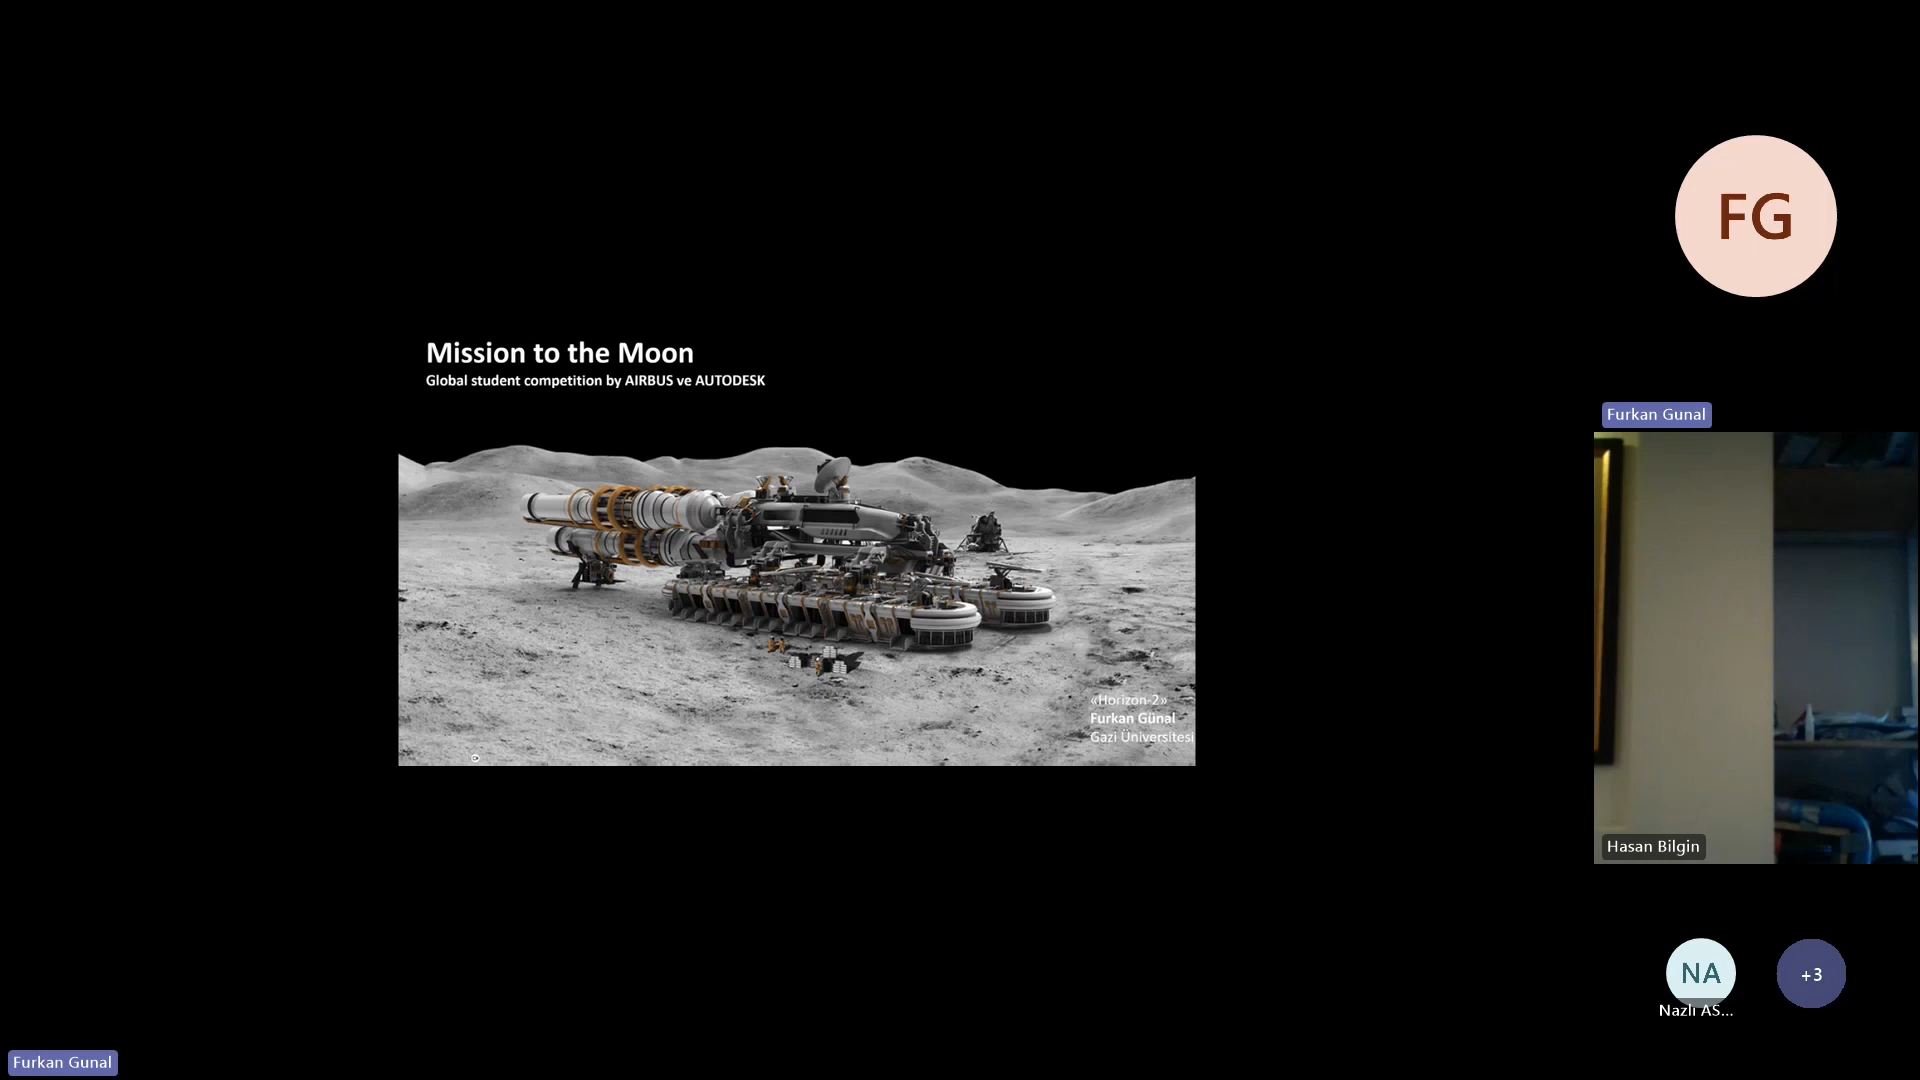 Mission to the Moon
Global student competition by AIRBUS ve AUTODESK
«Horizon-2»
Furkan Günal
Gazi Üniversitesi
FG
Furkan Gunal
Hasan Bilgin
NA
+3
Nazlı AS...
Furkan Gunal